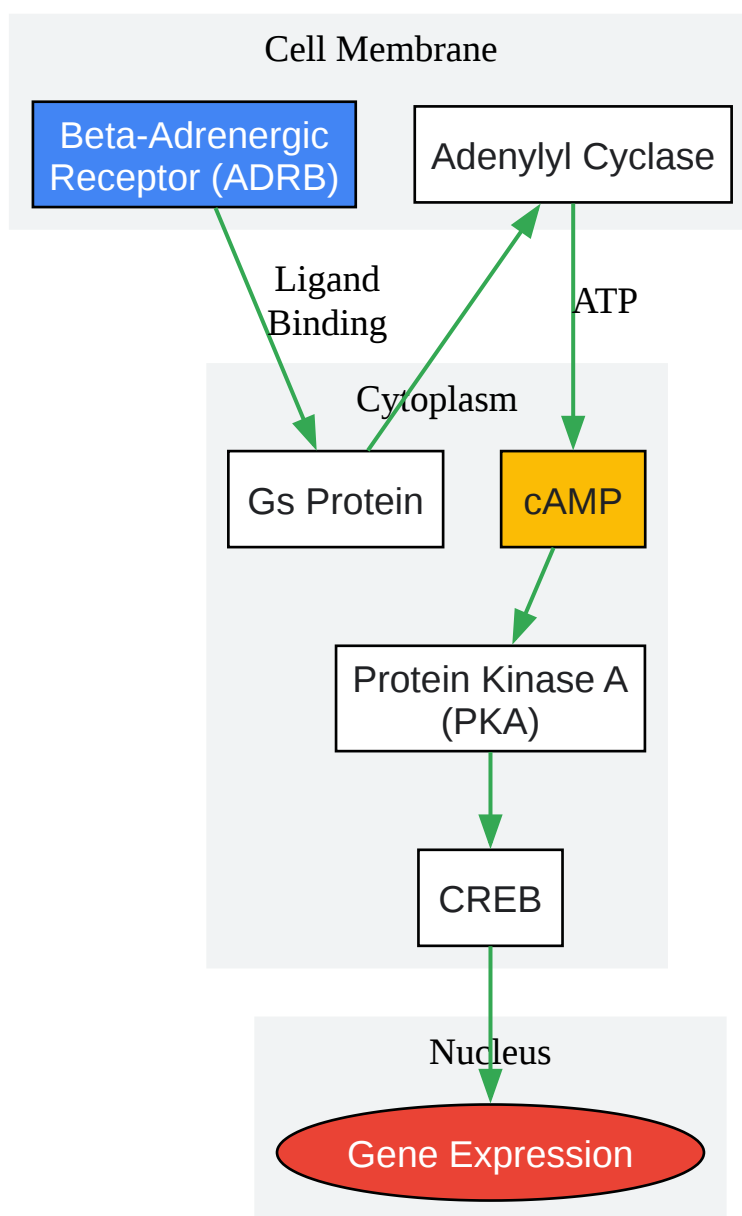 Cell Membrane
Beta-Adrenergic
Receptor (ADRB)
Adenylyl Cyclase
Ligand
Binding
ATP
Cytoplasm
Gs Protein
cAMP
Protein Kinase A
(PKA)
CREB
Nucleus
Gene Expression